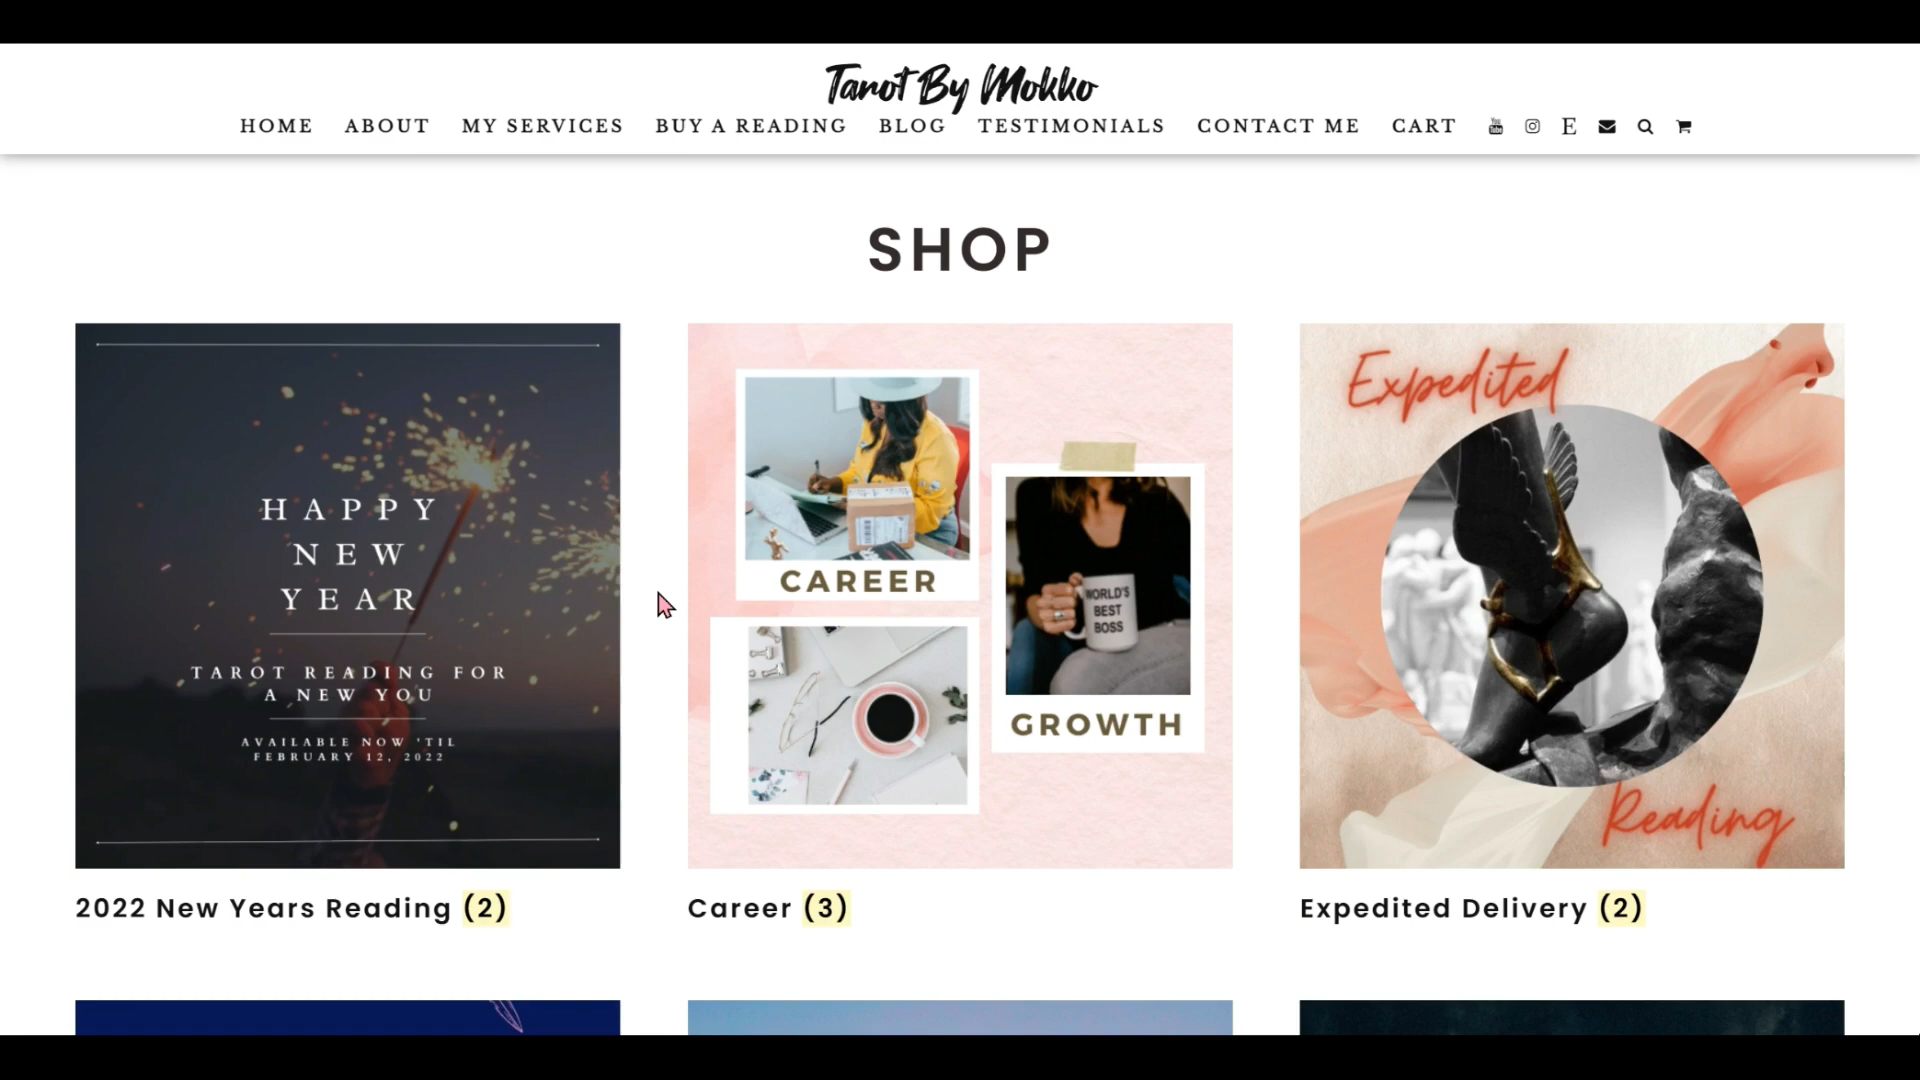 Tarot By Mokko
HOME ABOUT MY SERVICES BUY A READING BLOG TESTIMONIALS CONTACT ME CART E
SHOP
HAPPY
NEW
YEAR
TAROT READING FOR
A NEW YOU
AVAILABLE NOW 'TIL
FEBRUARY 12, 2022
CAREER
WORLD'S
BEST
BOSS
GROWTH
Expedited
Reading
2022 New Years Reading (2)
Career (3)
Expedited Delivery (2)